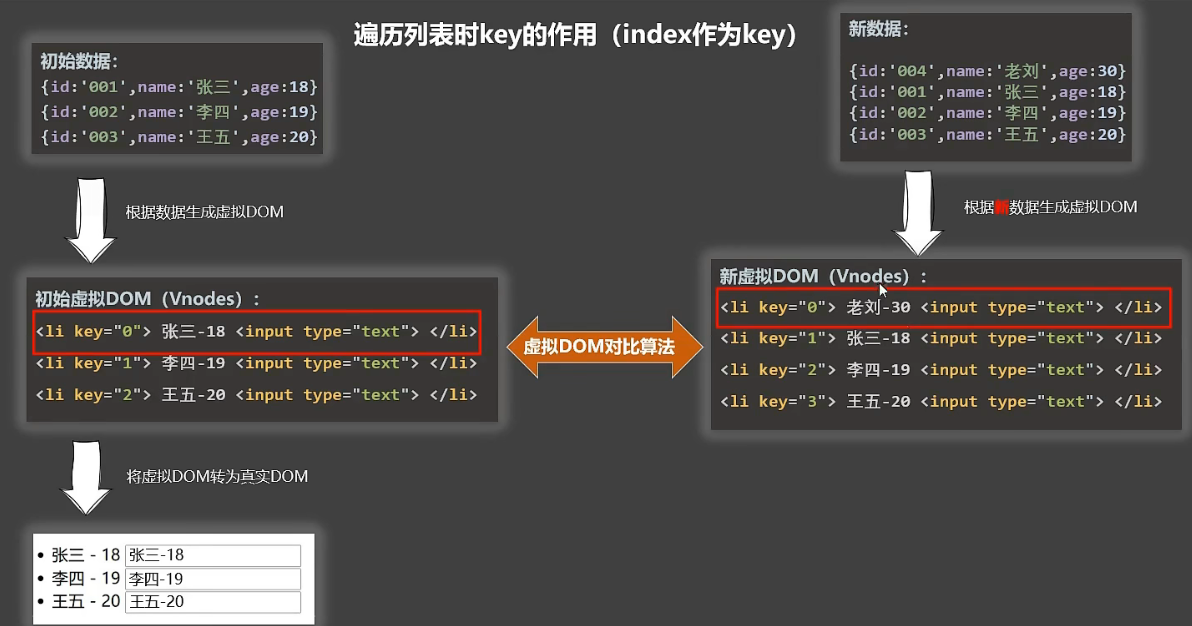 遍历列表时key的作用（index作为key）
初始数据：
{id:'001',name:'张三',age:18}
{id:'002',name:'李四',age:19}
{id:'003',name:'王五',age:20}
新数据：
{id:'004',name:'老刘',age:30}
{id:'001',name:'张三',age:18}
{id:'002',name:'李四',age:19}
{id:'003',name:'王五',age:20}
根据数据生成虚拟DOM
根据新数据生成虚拟DOM
初始虚拟DOM（Vnodes）：
<li key="0"> 张三-18 <input type="text"> </li>
<li key="1"> 李四-19 <input type="text"> </li>
<li key="2"> 王五-20 <input type="text"> </li>
虚拟DOM对比算法
新虚拟DOM（Vnodes）：
<li key="0"> 老刘-30 <input type="text"> </li>
<li key="1"> 张三-18 <input type="text"> </li>
<li key="2"> 李四-19 <input type="text"> </li>
<li key="3"> 王五-20 <input type="text"> </li>
将虚拟DOM转为真实DOM
• 张三 - 18 张三-18
• 李四 - 19 李四-19
• 王五 - 20 王五-20